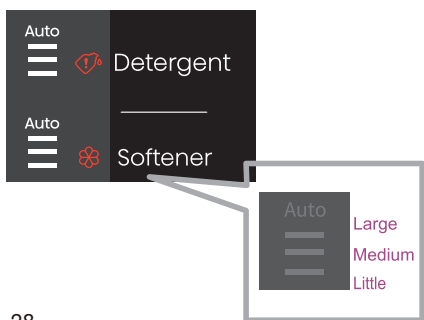 Auto
Detergent
Auto
Softener
Auto
Large
Medium
Little